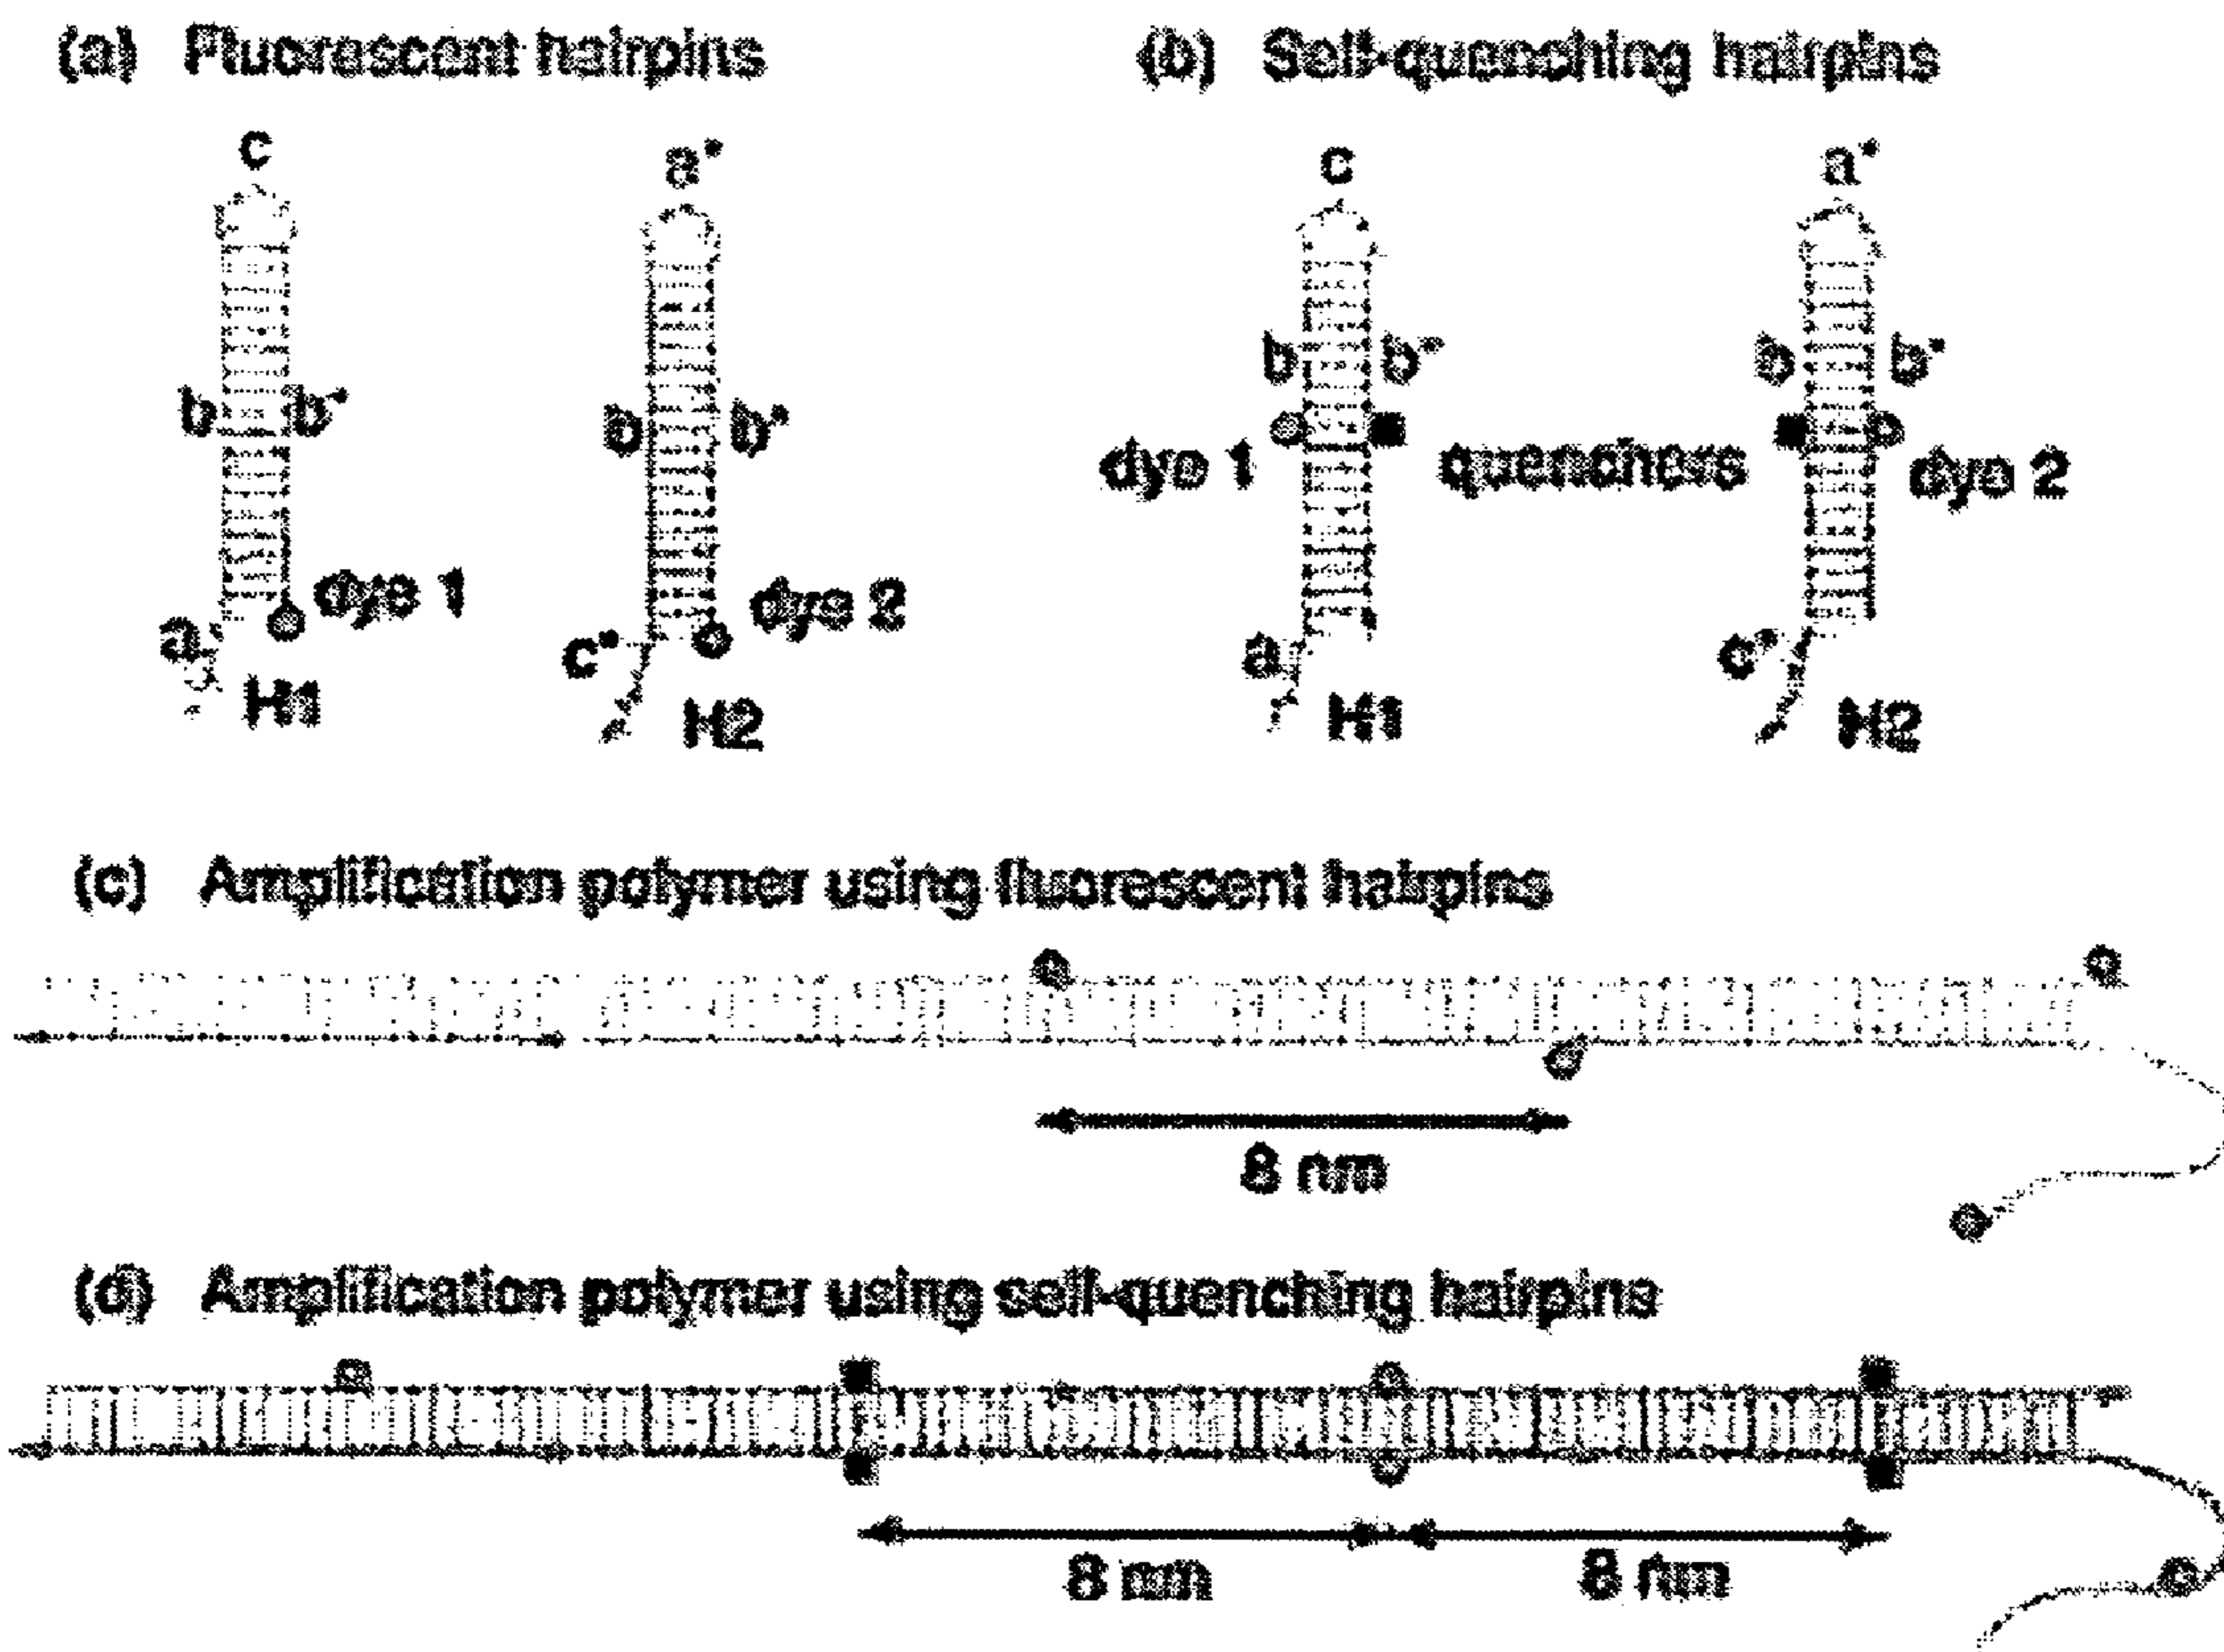 (a) Fluorescent hairpins
(b) Self-quenching hairpins
c
a*
c
a*
b b*
b b*
b b*
b b*
dye 1
quenchers
dye 2
dye 1
dye 2
a
c*
a
c*
H1
H2
H1
H2
(c) Amplification polymer using fluorescent hairpins
8 nm
(d) Amplification polymer using self-quenching hairpins
8 nm
8 nm